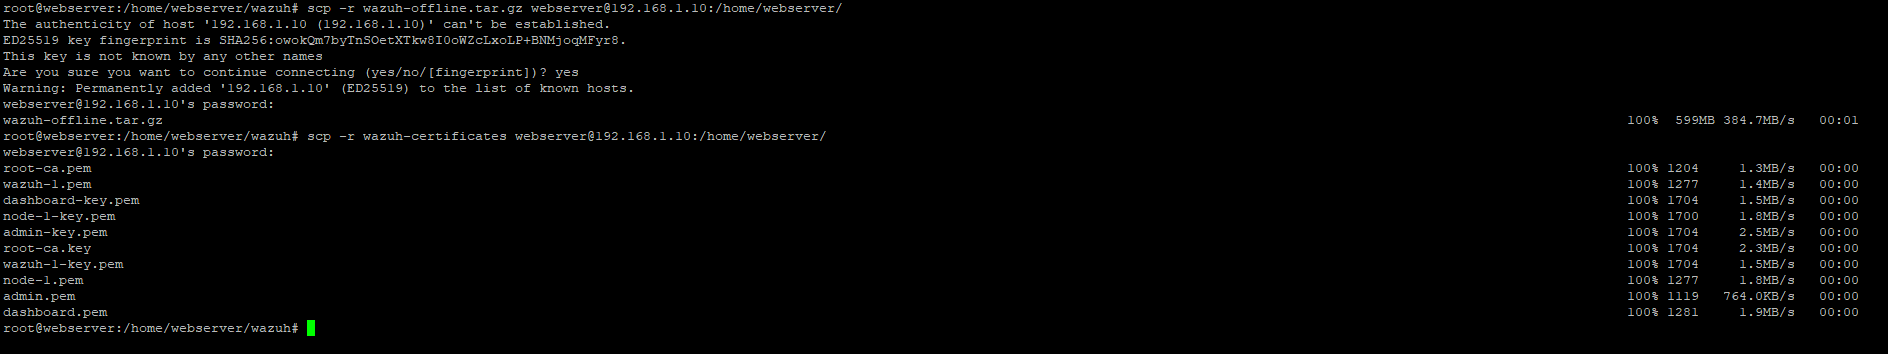 root@webserver:/home/webserver/wazuh# scp -r wazuh-offline.tar.gz webserver@192.168.1.10:/home/webserver/
The authenticity of host '192.168.1.10 (192.168.1.10)' can't be established.
ED25519 key fingerprint is SHA256:owokQm7byTnSOetXTkw8I0oWZcLxoLP+BNMjoqMFyr8.
This key is not known by any other names
Are you sure you want to continue connecting (yes/no/[fingerprint])? yes
Warning: Permanently added '192.168.1.10' (ED25519) to the list of known hosts.
webserver@192.168.1.10's password:
wazuh-offline.tar.gz 100% 599MB 384.7MB/s 00:01
root@webserver:/home/webserver/wazuh# scp -r wazuh-certificates webserver@192.168.1.10:/home/webserver/
webserver@192.168.1.10's password:
root-ca.pem 100% 1204 1.3MB/s 00:00
wazuh-1.pem 100% 1277 1.4MB/s 00:00
dashboard-key.pem 100% 1704 1.5MB/s 00:00
node-1-key.pem 100% 1700 1.8MB/s 00:00
admin-key.pem 100% 1704 2.5MB/s 00:00
root-ca.key 100% 1704 2.3MB/s 00:00
wazuh-1-key.pem 100% 1704 1.5MB/s 00:00
node-1.pem 100% 1277 1.8MB/s 00:00
admin.pem 100% 1119 764.0KB/s 00:00
dashboard.pem 100% 1281 1.9MB/s 00:00
root@webserver:/home/webserver/wazuh#